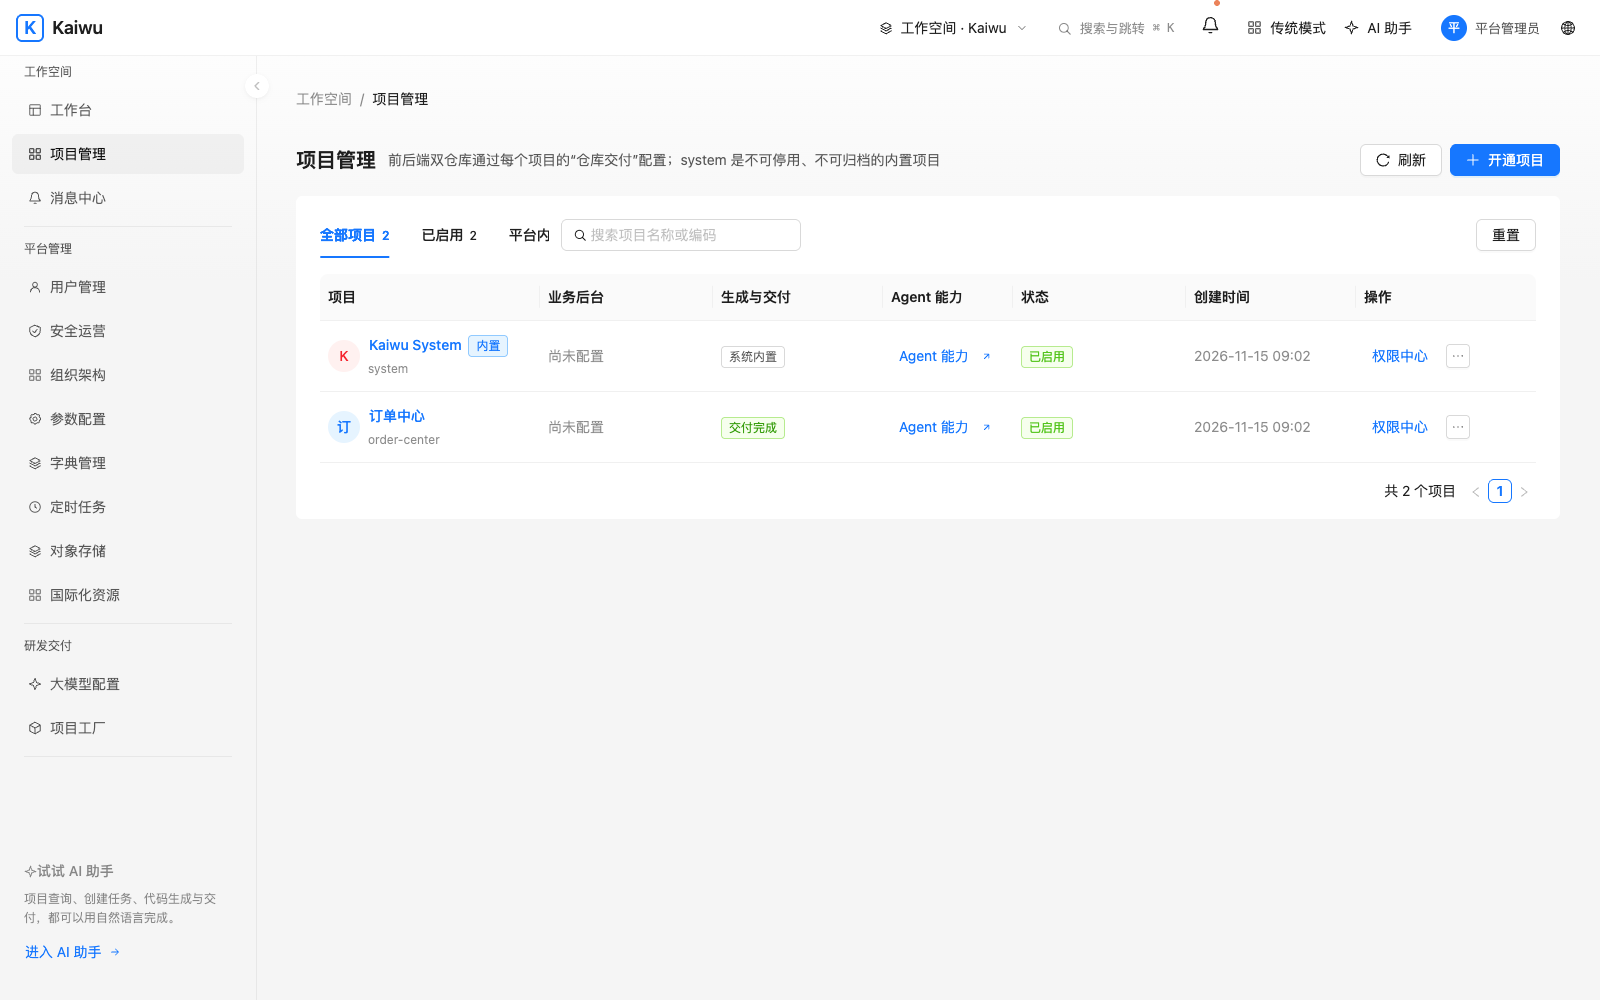 K Kaiwu
工作空间 · Kaiwu
搜索与跳转 ⌘ K
传统模式
AI 助手
平 平台管理员
工作空间
工作台
项目管理
消息中心
平台管理
用户管理
安全运营
组织架构
参数配置
字典管理
定时任务
对象存储
国际化资源
研发交付
大模型配置
项目工厂
试试 AI 助手
项目查询、创建任务、代码生成与交
付，都可以用自然语言完成。
进入 AI 助手 →
工作空间 / 项目管理
项目管理 前后端双仓库通过每个项目的“仓库交付”配置；system 是不可停用、不可归档的内置项目
刷新
开通项目
全部项目 2 已启用 2 平台内
搜索项目名称或编码
重置
项目 业务后台 生成与交付 Agent 能力 状态 创建时间 操作
K Kaiwu System 内置
system
尚未配置 系统内置 Agent 能力 已启用 2026-11-15 09:02 权限中心 ···
订 订单中心
order-center
尚未配置 交付完成 Agent 能力 已启用 2026-11-15 09:02 权限中心 ···
共 2 个项目 < 1 >